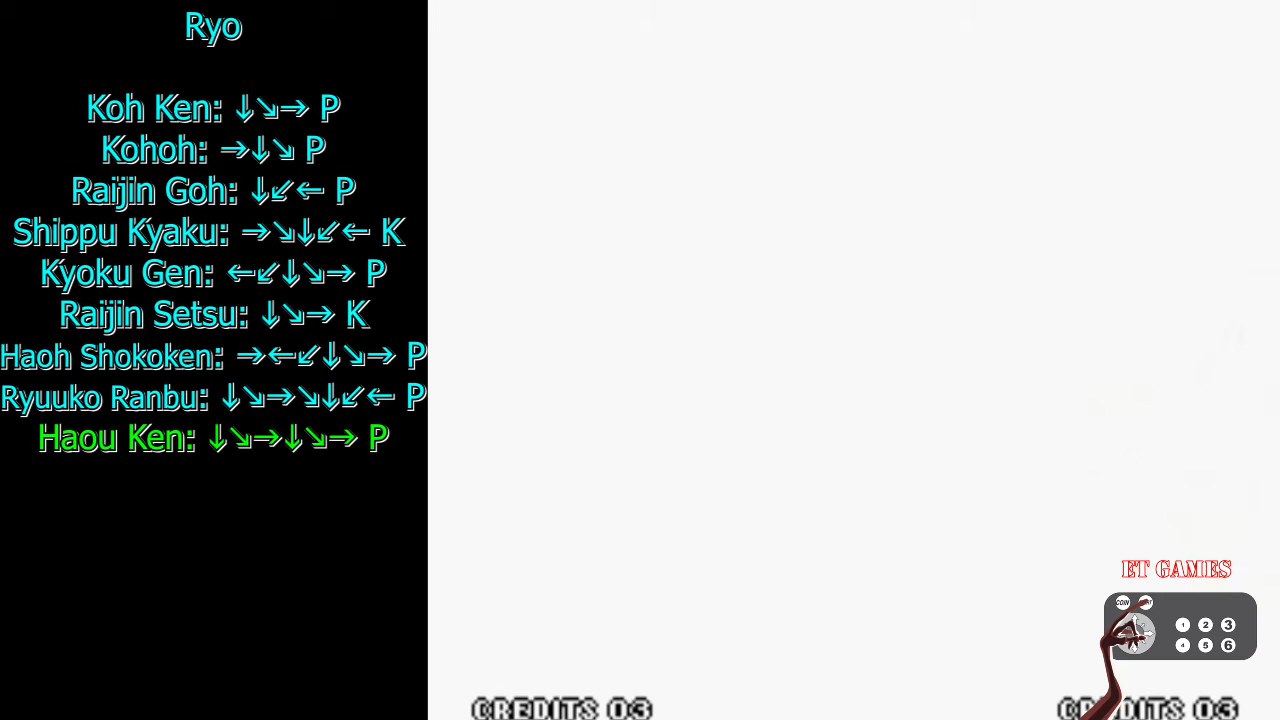 Ryo
Koh Ken: ↓↘→ P
Kohoh: →↓↘ P
Raijin Goh: ↓↙← P
Shippu Kyaku: →↘↓↙← K
Kyoku Gen: ←↙↓↘→ P
Raijin Setsu: ↓↘→ K
Haoh Shokoken: →←↙↓↘→ P
Ryuuko Ranbu: ↓↘→↘↓↙← P
Haou Ken: ↓↘→↓↘→ P
ET GAMES
COIN
1 2 3
4 5 6
CREDITS 03 CREDITS 03